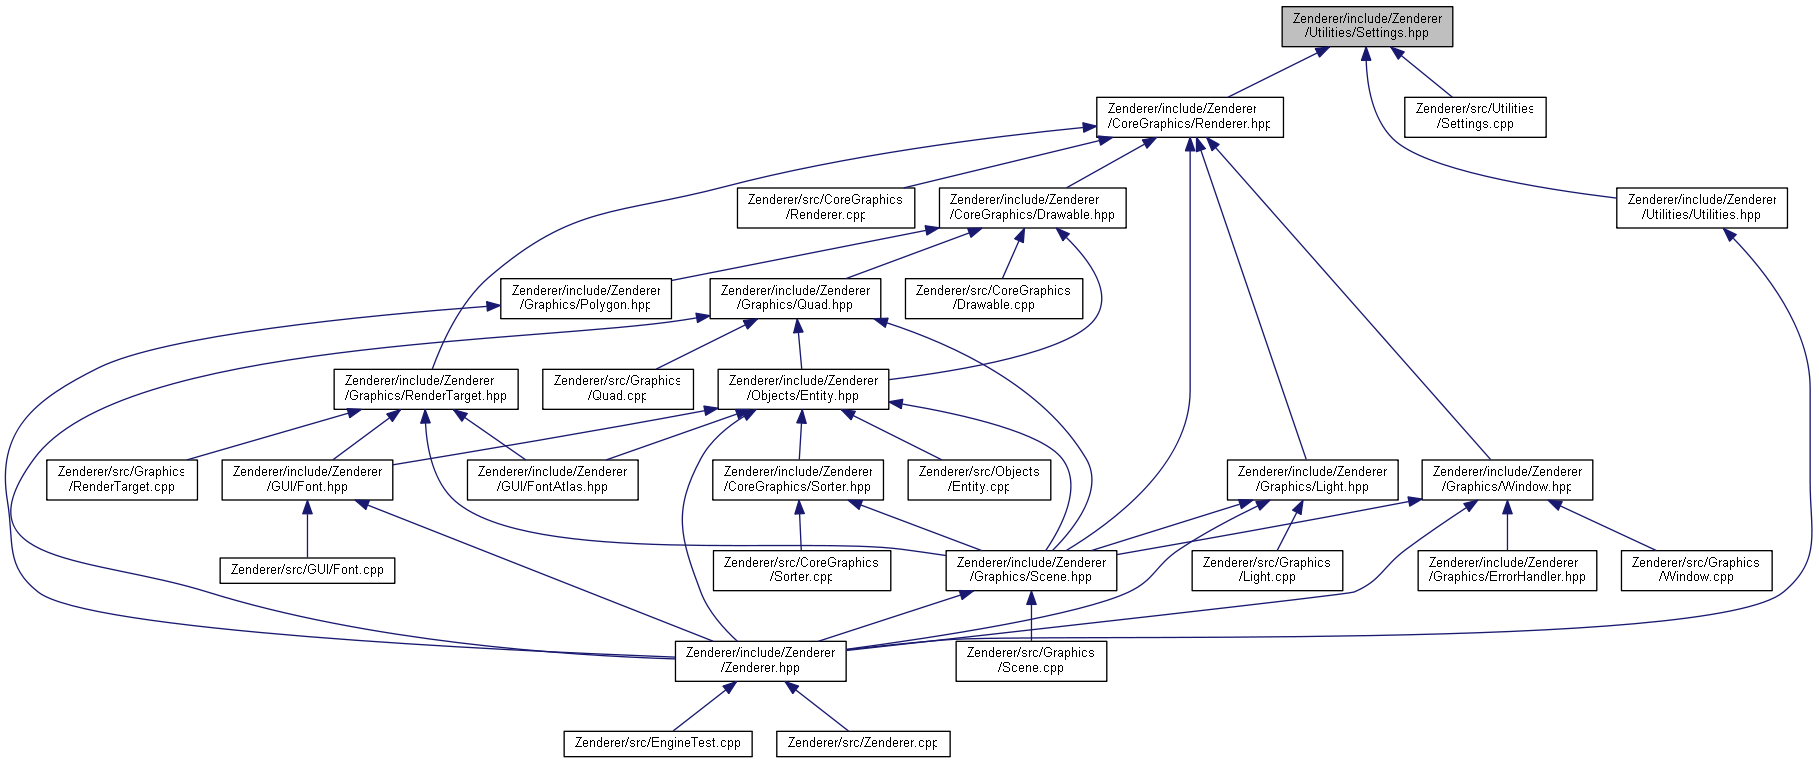 Zenderer/include/Zenderer
/Utilities/Settings.hpp
Zenderer/include/Zenderer
/CoreGraphics/Renderer.hpp
Zenderer/src/Utilities
/Settings.cpp
Zenderer/src/CoreGraphics
/Renderer.cpp
Zenderer/include/Zenderer
/CoreGraphics/Drawable.hpp
Zenderer/include/Zenderer
/Utilities/Utilities.hpp
Zenderer/include/Zenderer
/Graphics/Polygon.hpp
Zenderer/include/Zenderer
/Graphics/Quad.hpp
Zenderer/src/CoreGraphics
/Drawable.cpp
Zenderer/include/Zenderer
/Graphics/RenderTarget.hpp
Zenderer/src/Graphics
/Quad.cpp
Zenderer/include/Zenderer
/Objects/Entity.hpp
Zenderer/src/Graphics
/RenderTarget.cpp
Zenderer/include/Zenderer
/GUI/Font.hpp
Zenderer/include/Zenderer
/GUI/FontAtlas.hpp
Zenderer/include/Zenderer
/CoreGraphics/Sorter.hpp
Zenderer/src/Objects
/Entity.cpp
Zenderer/include/Zenderer
/Graphics/Light.hpp
Zenderer/include/Zenderer
/Graphics/Window.hpp
Zenderer/src/GUI/Font.cpp
Zenderer/src/CoreGraphics
/Sorter.cpp
Zenderer/include/Zenderer
/Graphics/Scene.hpp
Zenderer/src/Graphics
/Light.cpp
Zenderer/include/Zenderer
/Graphics/ErrorHandler.hpp
Zenderer/src/Graphics
/Window.cpp
Zenderer/include/Zenderer
/Zenderer.hpp
Zenderer/src/Graphics
/Scene.cpp
Zenderer/src/EngineTest.cpp
Zenderer/src/Zenderer.cpp